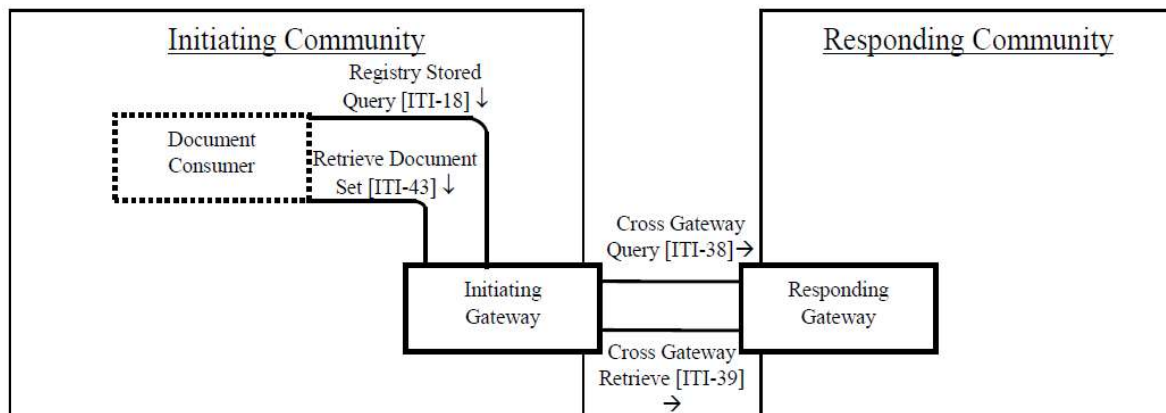 Initiating Community
Responding Community
Registry Stored
Query [ITI-18] ↓
Document
Consumer
Retrieve Document
Set [ITI-43] ↓
Cross Gateway
Query [ITI-38]→
Initiating
Gateway
Responding
Gateway
Cross Gateway
Retrieve [ITI-39]
→